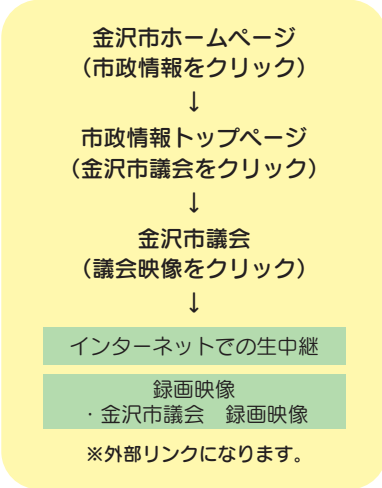 金沢市ホームページ
（市政情報をクリック）
↓
市政情報トップページ
（金沢市議会をクリック）
↓
金沢市議会
（議会映像をクリック）
↓
インターネットでの生中継
録画映像
・金沢市議会　録画映像
※外部リンクになります。